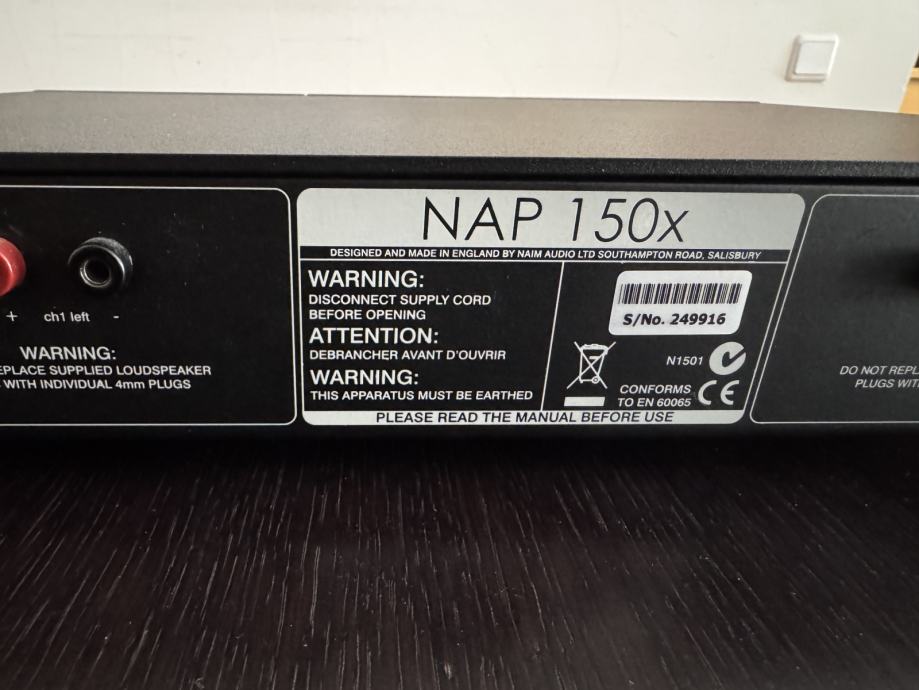 NAP 150x
DESIGNED AND MADE IN ENGLAND BY NAIM AUDIO LTD SOUTHAMPTON ROAD, SALISBURY
+ ch1 left -
WARNING:
EPLACE SUPPLIED LOUDSPEAKER
WITH INDIVIDUAL 4mm PLUGS
WARNING:
DISCONNECT SUPPLY CORD
BEFORE OPENING
ATTENTION:
DEBRANCHER AVANT D'OUVRIR
WARNING:
THIS APPARATUS MUST BE EARTHED
S/No. 249916
N1501
CONFORMS
TO EN 60065
CE
PLEASE READ THE MANUAL BEFORE USE
DO NOT REPL
PLUGS WIT